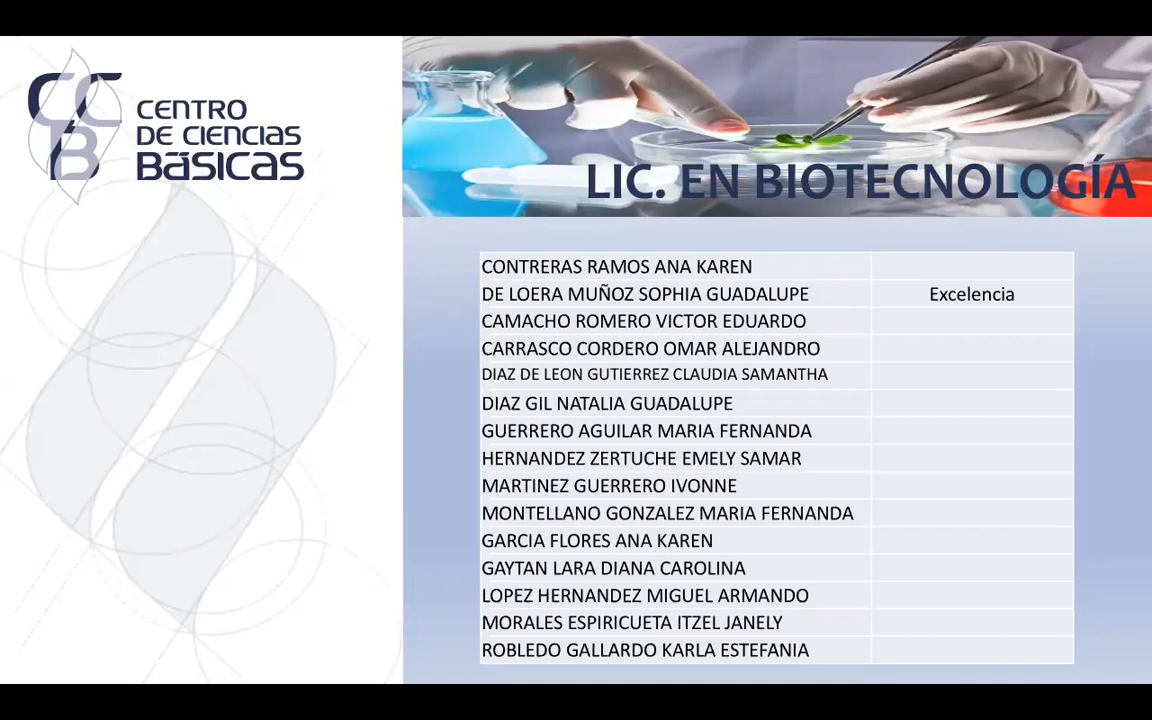 CCB
CENTRO
DE CIENCIAS
BÁSICAS
LIC. EN BIOTECNOLOGÍA
CONTRERAS RAMOS ANA KAREN
DE LOERA MUÑOZ SOPHIA GUADALUPE Excelencia
CAMACHO ROMERO VICTOR EDUARDO
CARRASCO CORDERO OMAR ALEJANDRO
DIAZ DE LEON GUTIERREZ CLAUDIA SAMANTHA
DIAZ GIL NATALIA GUADALUPE
GUERRERO AGUILAR MARIA FERNANDA
HERNANDEZ ZERTUCHE EMELY SAMAR
MARTINEZ GUERRERO IVONNE
MONTELLANO GONZALEZ MARIA FERNANDA
GARCIA FLORES ANA KAREN
GAYTAN LARA DIANA CAROLINA
LOPEZ HERNANDEZ MIGUEL ARMANDO
MORALES ESPIRICUETA ITZEL JANELY
ROBLEDO GALLARDO KARLA ESTEFANIA